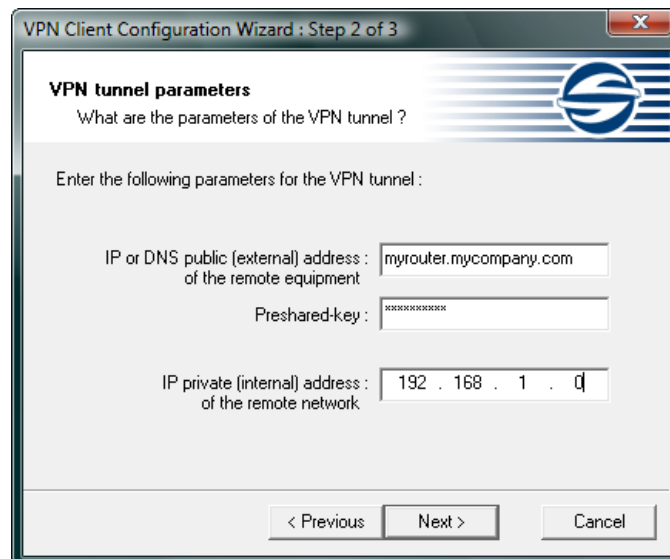 VPN Client Configuration Wizard : Step 2 of 3
VPN tunnel parameters
What are the parameters of the VPN tunnel ?
Enter the following parameters for the VPN tunnel :
IP or DNS public (external) address : myrouter.mycompany.com
of the remote equipment
Preshared-key : **********
IP private (internal) address : 192 . 168 . 1 . 0
of the remote network
< Previous Next > Cancel